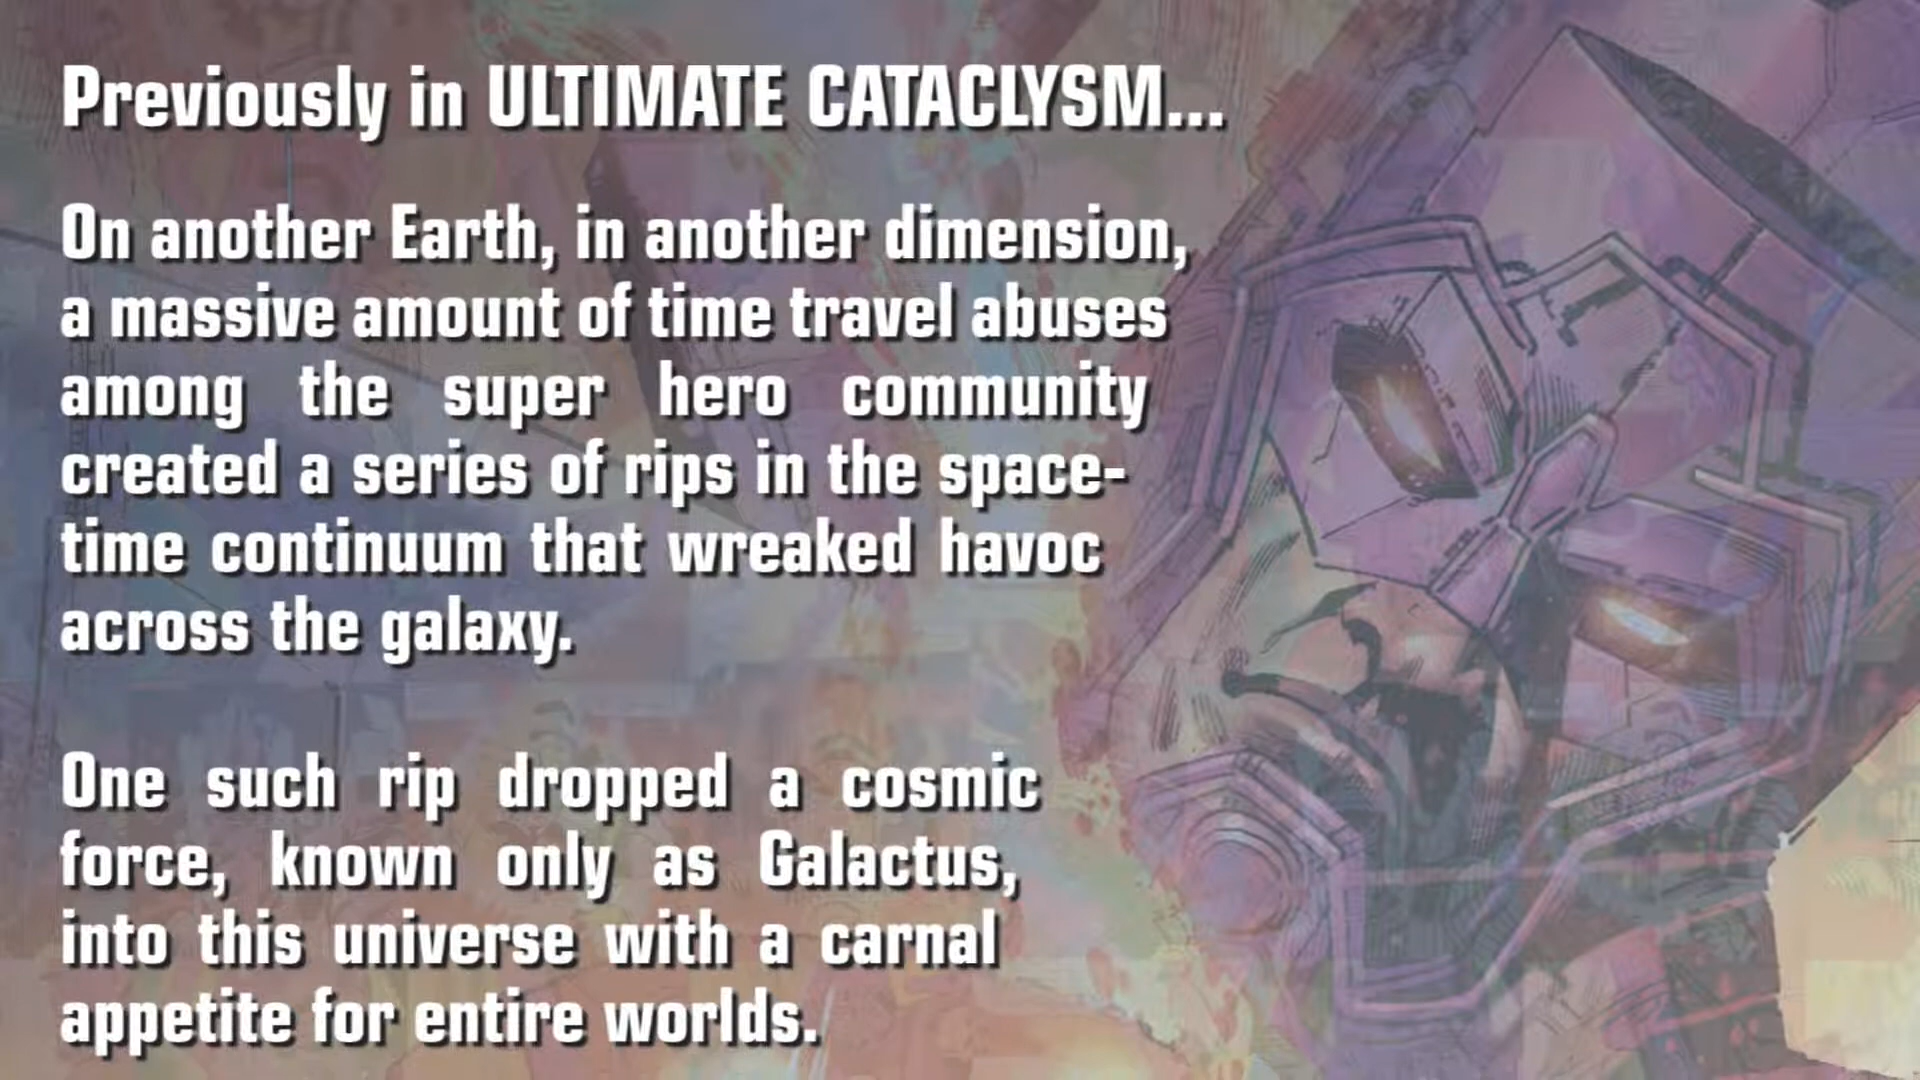 Previously in ULTIMATE CATACLYSM...
On another Earth, in another dimension,
a massive amount of time travel abuses
among the super hero community
created a series of rips in the space-
time continuum that wreaked havoc
across the galaxy.
One such rip dropped a cosmic
force, known only as Galactus,
into this universe with a carnal
appetite for entire worlds.